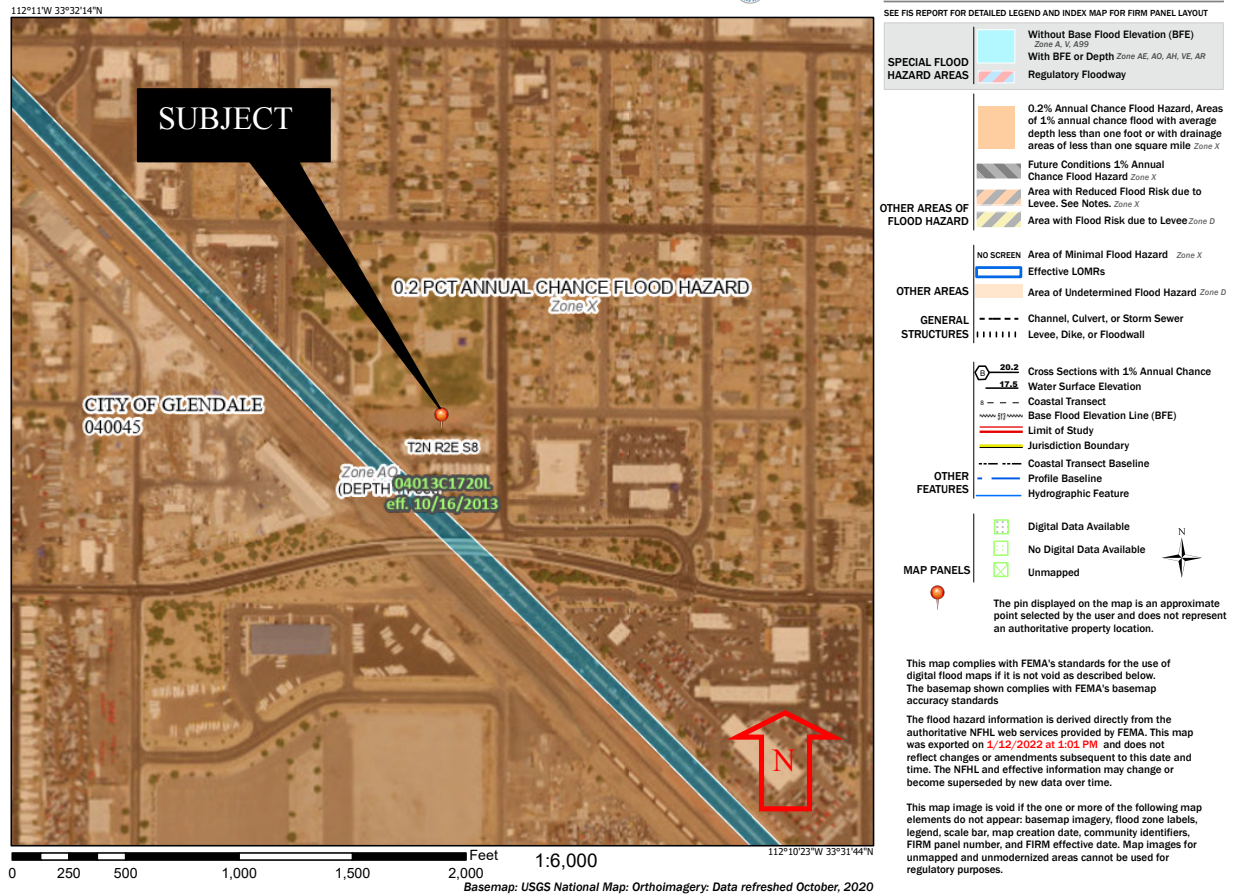 112°11'W 33°32'14"N
SUBJECT
0.2 PCT ANNUAL CHANCE FLOOD HAZARD
Zone X
CITY OF GLENDALE
040045
T2N R2E S8
Zone AO
(DEPTH
04013C1720L
eff. 10/16/2013
N
112°10'23"W 33°31'44"N
0 250 500 1,000 1,500 2,000
Feet
1:6,000
Basemap: USGS National Map: Orthoimagery: Data refreshed October, 2020
SEE FIS REPORT FOR DETAILED LEGEND AND INDEX MAP FOR FIRM PANEL LAYOUT
SPECIAL FLOOD
HAZARD AREAS
Without Base Flood Elevation (BFE)
Zone A, V, A99
With BFE or Depth Zone AE, AO, AH, VE, AR
Regulatory Floodway
OTHER AREAS OF
FLOOD HAZARD
0.2% Annual Chance Flood Hazard, Areas
of 1% annual chance flood with average
depth less than one foot or with drainage
areas of less than one square mile Zone X
Future Conditions 1% Annual
Chance Flood Hazard Zone X
Area with Reduced Flood Risk due to
Levee. See Notes. Zone X
Area with Flood Risk due to Levee Zone D
OTHER AREAS
NO SCREEN Area of Minimal Flood Hazard Zone X
Effective LOMRs
Area of Undetermined Flood Hazard Zone D
GENERAL
STRUCTURES
Channel, Culvert, or Storm Sewer
Levee, Dike, or Floodwall
OTHER
FEATURES
B 20.2 Cross Sections with 1% Annual Chance
17.5 Water Surface Elevation
8 Coastal Transect
Base Flood Elevation Line (BFE)
Limit of Study
Jurisdiction Boundary
Coastal Transect Baseline
Profile Baseline
Hydrographic Feature
MAP PANELS
Digital Data Available
No Digital Data Available
Unmapped
N
The pin displayed on the map is an approximate
point selected by the user and does not represent
an authoritative property location.
This map complies with FEMA's standards for the use of
digital flood maps if it is not void as described below.
The basemap shown complies with FEMA's basemap
accuracy standards
The flood hazard information is derived directly from the
authoritative NFHL web services provided by FEMA. This map
was exported on 1/12/2022 at 1:01 PM and does not
reflect changes or amendments subsequent to this date and
time. The NFHL and effective information may change or
become superseded by new data over time.
This map image is void if the one or more of the following map
elements do not appear: basemap imagery, flood zone labels,
legend, scale bar, map creation date, community identifiers,
FIRM panel number, and FIRM effective date. Map images for
unmapped and unmodernized areas cannot be used for
regulatory purposes.